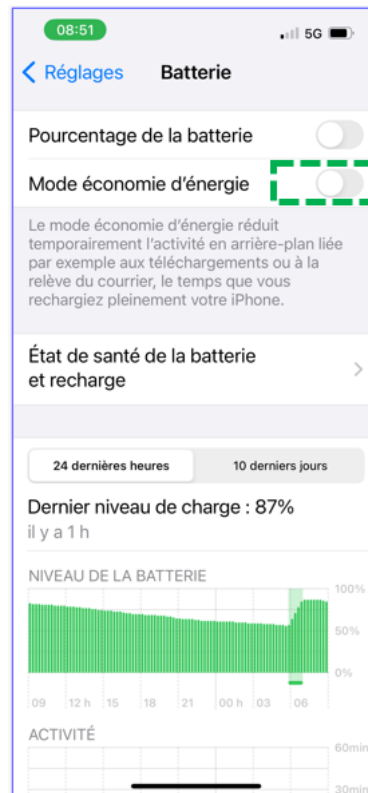 08:51
5G
Réglages Batterie
Pourcentage de la batterie
Mode économie d'énergie
Le mode économie d'énergie réduit
temporairement l'activité en arrière-plan liée
par exemple aux téléchargements ou à la
relève du courrier, le temps que vous
rechargiez pleinement votre iPhone.
État de santé de la batterie
et recharge
24 dernières heures 10 derniers jours
Dernier niveau de charge : 87%
il y a 1 h
NIVEAU DE LA BATTERIE
100%
50%
0%
09 12 h 15 18 21 00 h 03 06
ACTIVITÉ
60min
30min